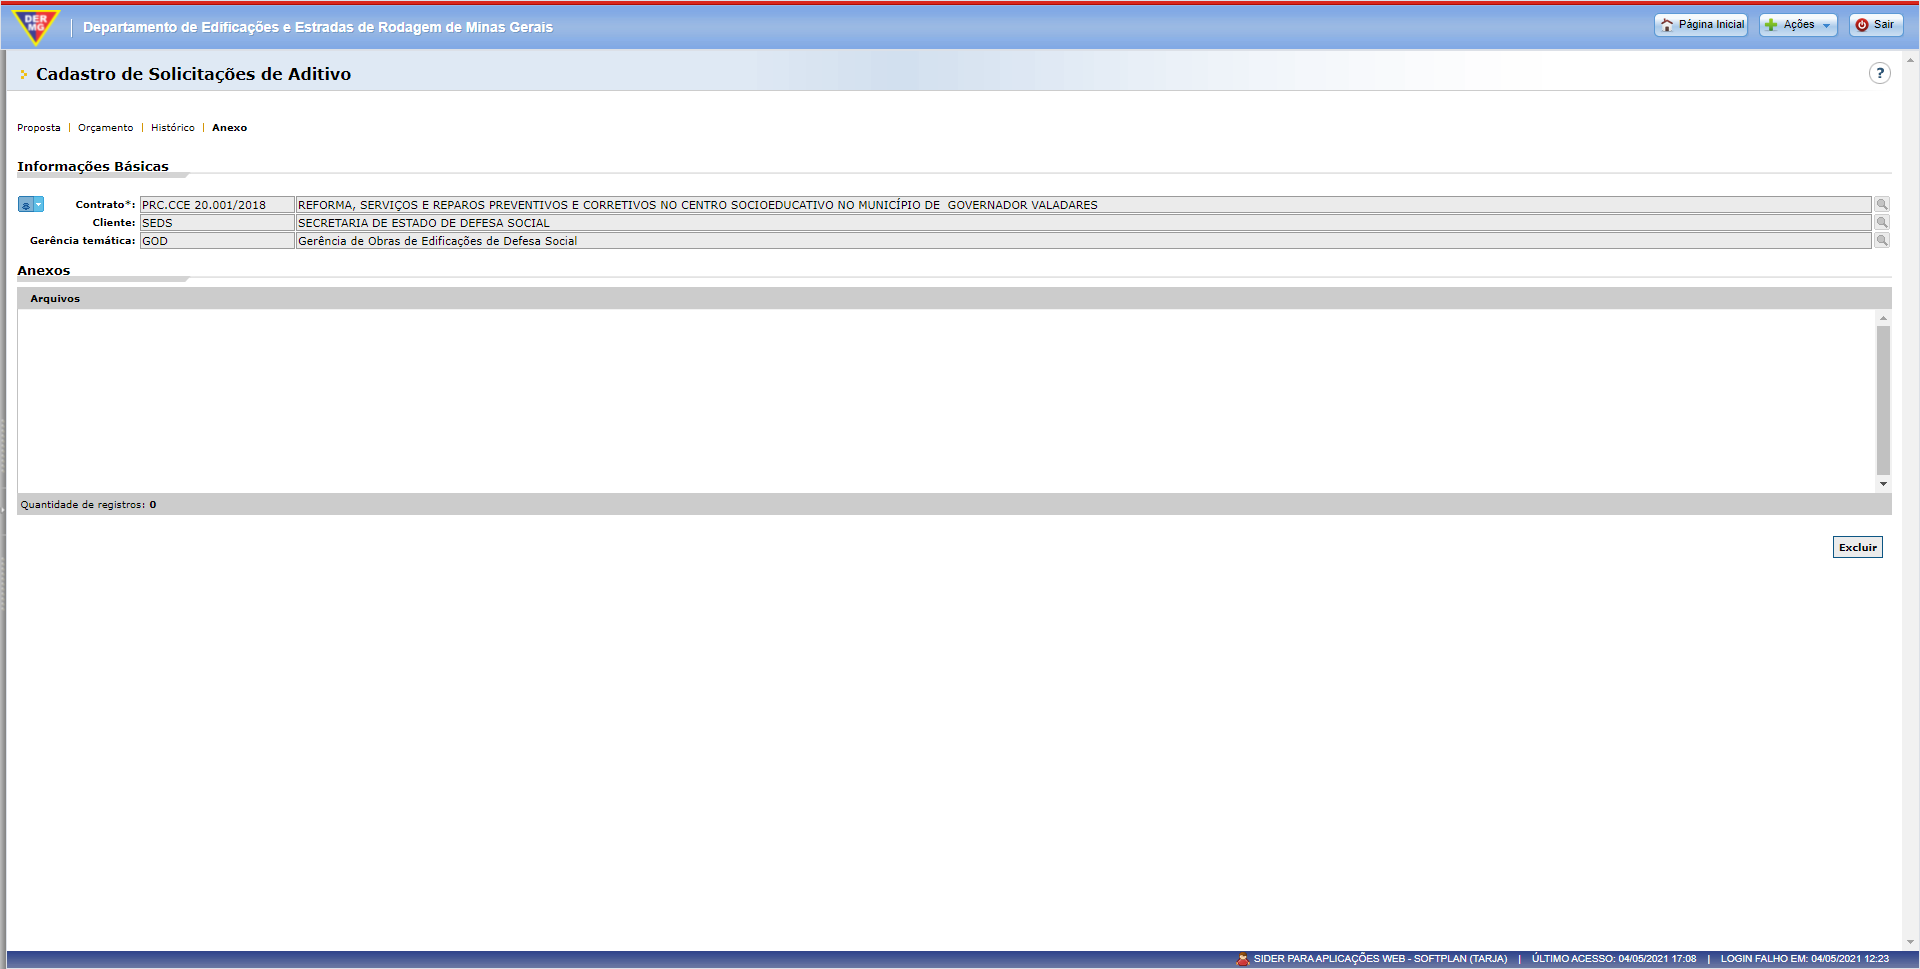 DER
MG
Departamento de Edificações e Estradas de Rodagem de Minas Gerais
Página Inicial
Ações
Sair
Cadastro de Solicitações de Aditivo
?
Proposta | Orçamento | Histórico | Anexo
Informações Básicas
Contrato*: PRC.CCE 20.001/2018 REFORMA, SERVIÇOS E REPAROS PREVENTIVOS E CORRETIVOS NO CENTRO SOCIOEDUCATIVO NO MUNICÍPIO DE  GOVERNADOR VALADARES
Cliente: SEDS SECRETARIA DE ESTADO DE DEFESA SOCIAL
Gerência temática: GOD Gerência de Obras de Edificações de Defesa Social
Anexos
Arquivos
Quantidade de registros: 0
Excluir
SIDER PARA APLICAÇÕES WEB - SOFTPLAN (TARJA) | ÚLTIMO ACESSO: 04/05/2021 17:08 | LOGIN FALHO EM: 04/05/2021 12:23